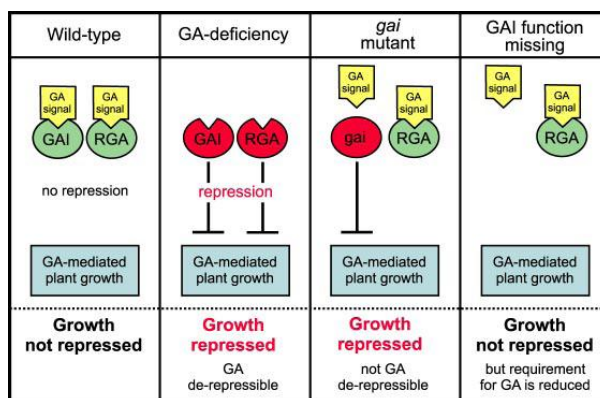 Wild-type
GA
signal
GA
signal
GAI
RGA
no repression
GA-mediated
plant growth
Growth
not repressed
GA-deficiency
GAI
RGA
repression
GA-mediated
plant growth
Growth
repressed
GA
de-repressible
gai
mutant
GA
signal
GA
signal
gai
RGA
GA-mediated
plant growth
Growth
repressed
not GA
de-repressible
GAI function
missing
GA
signal
GA
signal
RGA
GA-mediated
plant growth
Growth
not repressed
but requirement
for GA is reduced